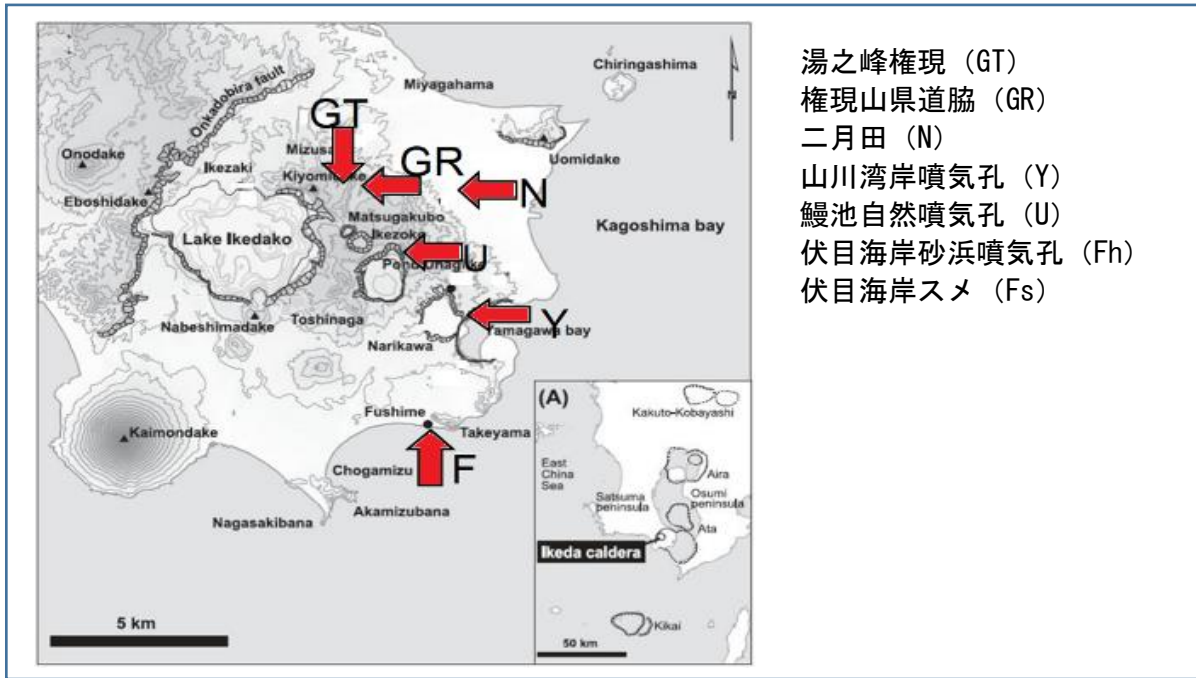 Chiringashima
Miyagahama
N
Onkadobira fault
GT
Onodake
Ikezaki
GR
Uomidake
Eboshidake
N
Matsugakubo
Ikezoko
Kagoshima bay
Lake Ikedako
U
Nabeshimadake
Toshinaga
Y
Yamagawa bay
Narikawa
Fushime
Takeyama
Kaimondake
Chogamizu
F
Nagasakibana
Akamizubana
5 km
(A)
Kakuto-Kobayashi
East
China
Sea
Aira
Satsuma
peninsula
Osumi
peninsula
Ata
Ikeda caldera
Kikai
50 km
湯之峰権現（GT）
権現山県道脇（GR）
二月田（N）
山川湾岸噴気孔（Y）
鰻池自然噴気孔（U）
伏目海岸砂浜噴気孔（Fh）
伏目海岸スメ（Fs）